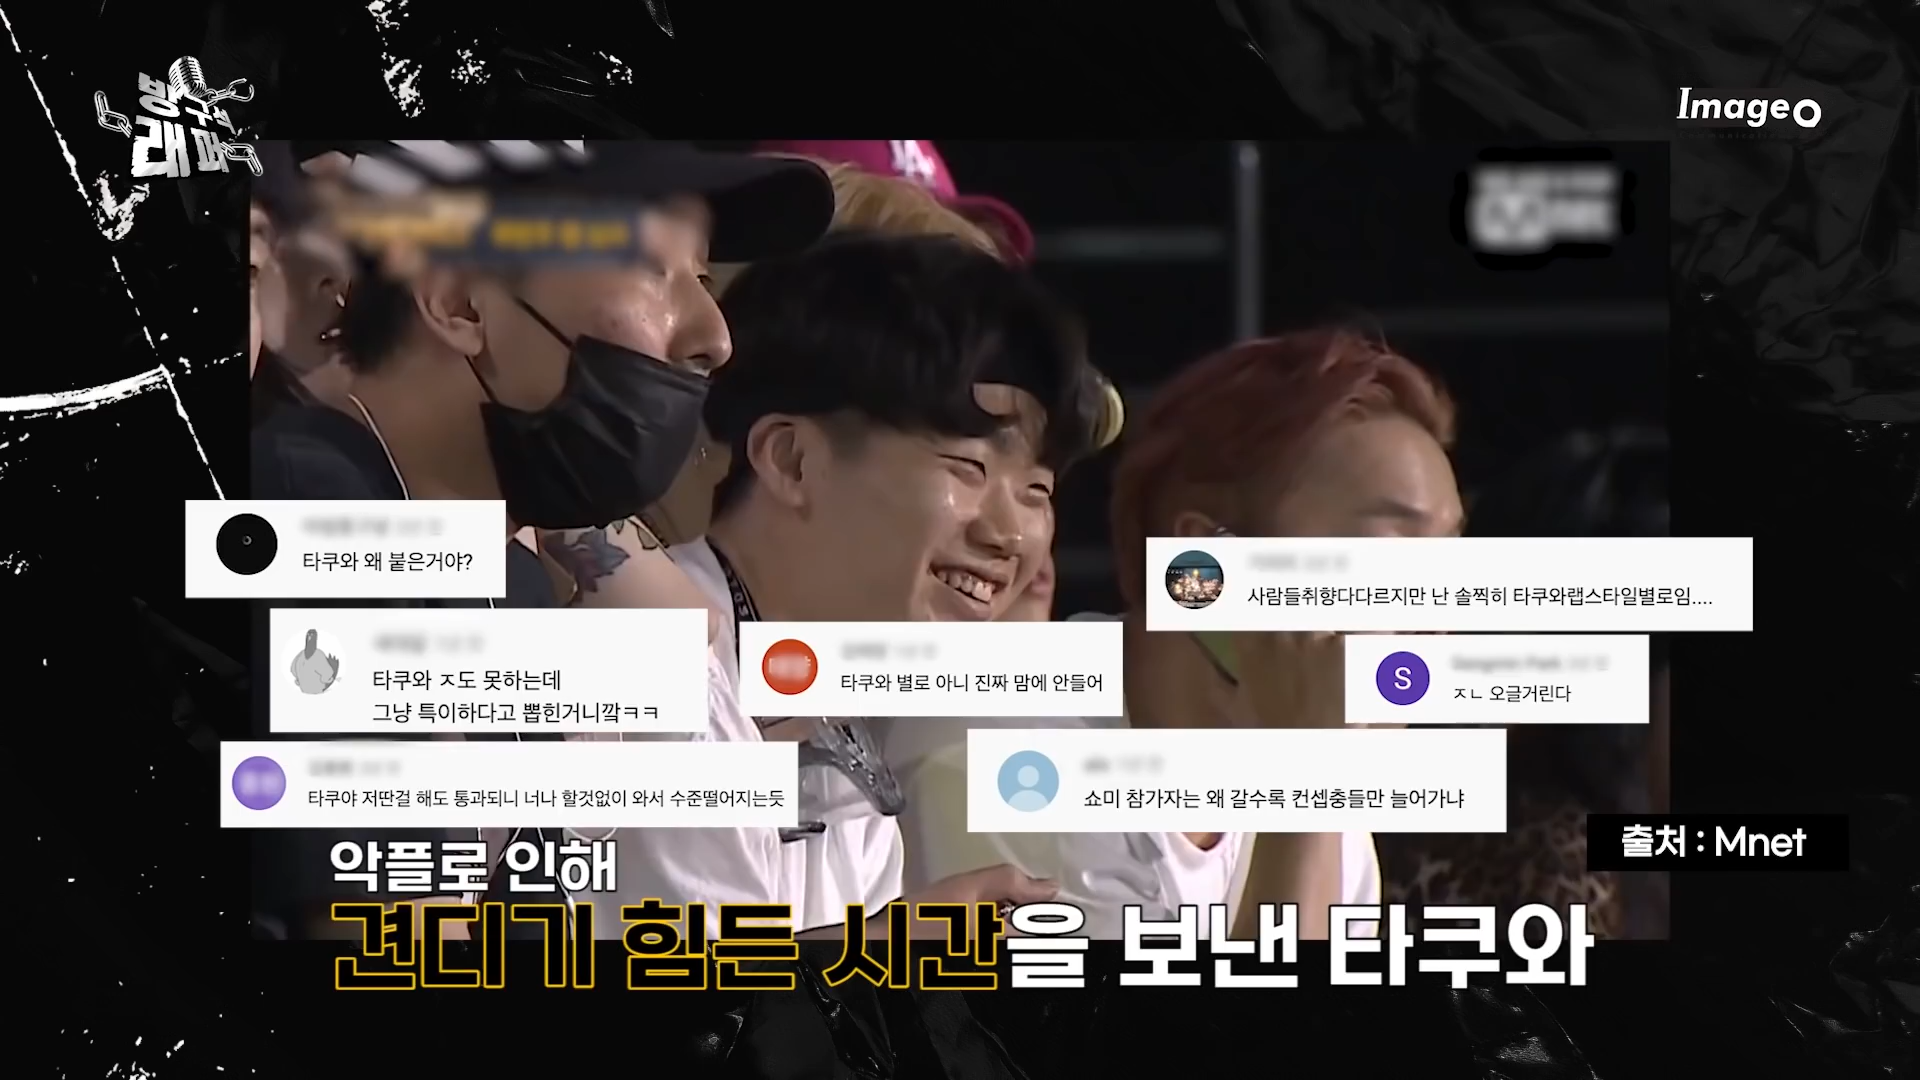 방구석
래퍼
ImageO
LA
타쿠와 왜 붙은거야?
사람들취향다다르지만 난 솔찍히 타쿠와랩스타일별로임....
타쿠와 ㅈ도 못하는데
그냥 특이하다고 뽑힌거니깤ㅋㅋ
타쿠와 별로 아니 진짜 맘에 안들어
S
ㅈㄴ 오글거린다
타쿠야 저딴걸 해도 통과되니 너나 할것없이 와서 수준떨어지는듯
쇼미 참가자는 왜 갈수록 컨셉충들만 늘어가냐
출처 : Mnet
악플로 인해
견디기 힘든 시간을 보낸 타쿠와